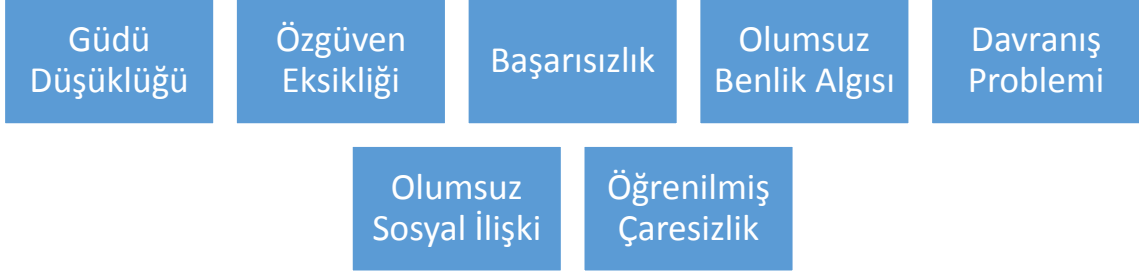 Güdü
Düşüklüğü
Özgüven
Eksikliği
Başarısızlık
Olumsuz
Benlik Algısı
Davranış
Problemi
Olumsuz
Sosyal İlişki
Öğrenilmiş
Çaresizlik